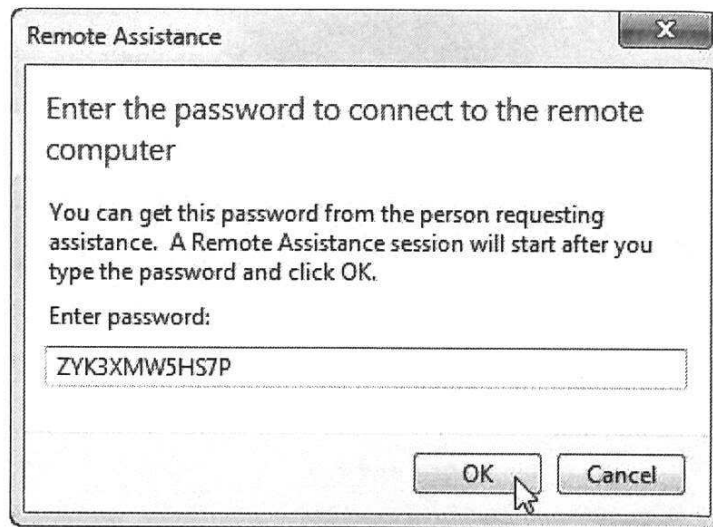 Remote Assistance
Enter the password to connect to the remote
computer
You can get this password from the person requesting
assistance. A Remote Assistance session will start after you
type the password and click OK.
Enter password:
ZYK3XMW5HS7P
OK
Cancel